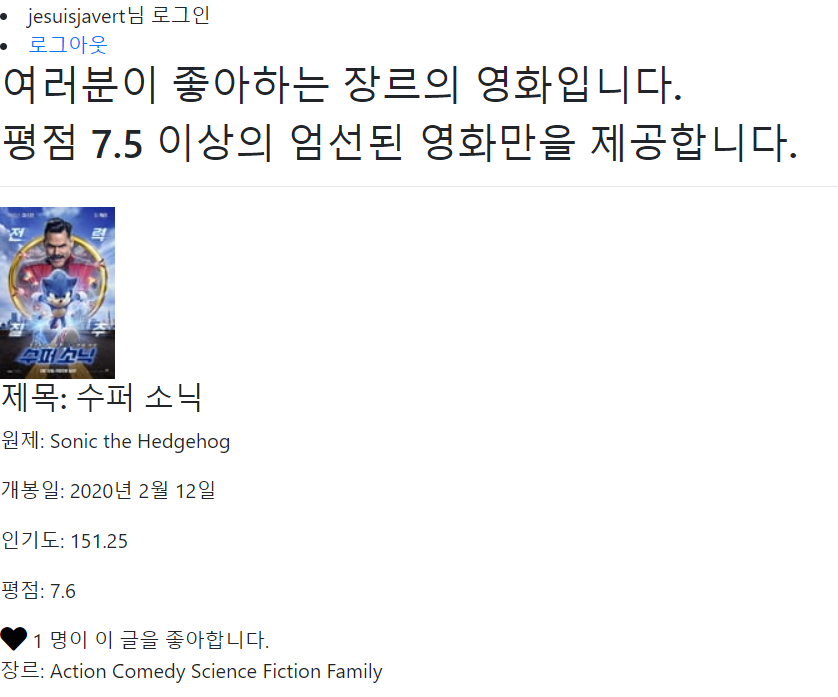 jesuisjavert님 로그인
로그아웃
여러분이 좋아하는 장르의 영화입니다.
평점 7.5 이상의 엄선된 영화만을 제공합니다.
전 력
질 주
수퍼 소닉
제목: 수퍼 소닉
원제: Sonic the Hedgehog
개봉일: 2020년 2월 12일
인기도: 151.25
평점: 7.6
1 명이 이 글을 좋아합니다.
장르: Action Comedy Science Fiction Family